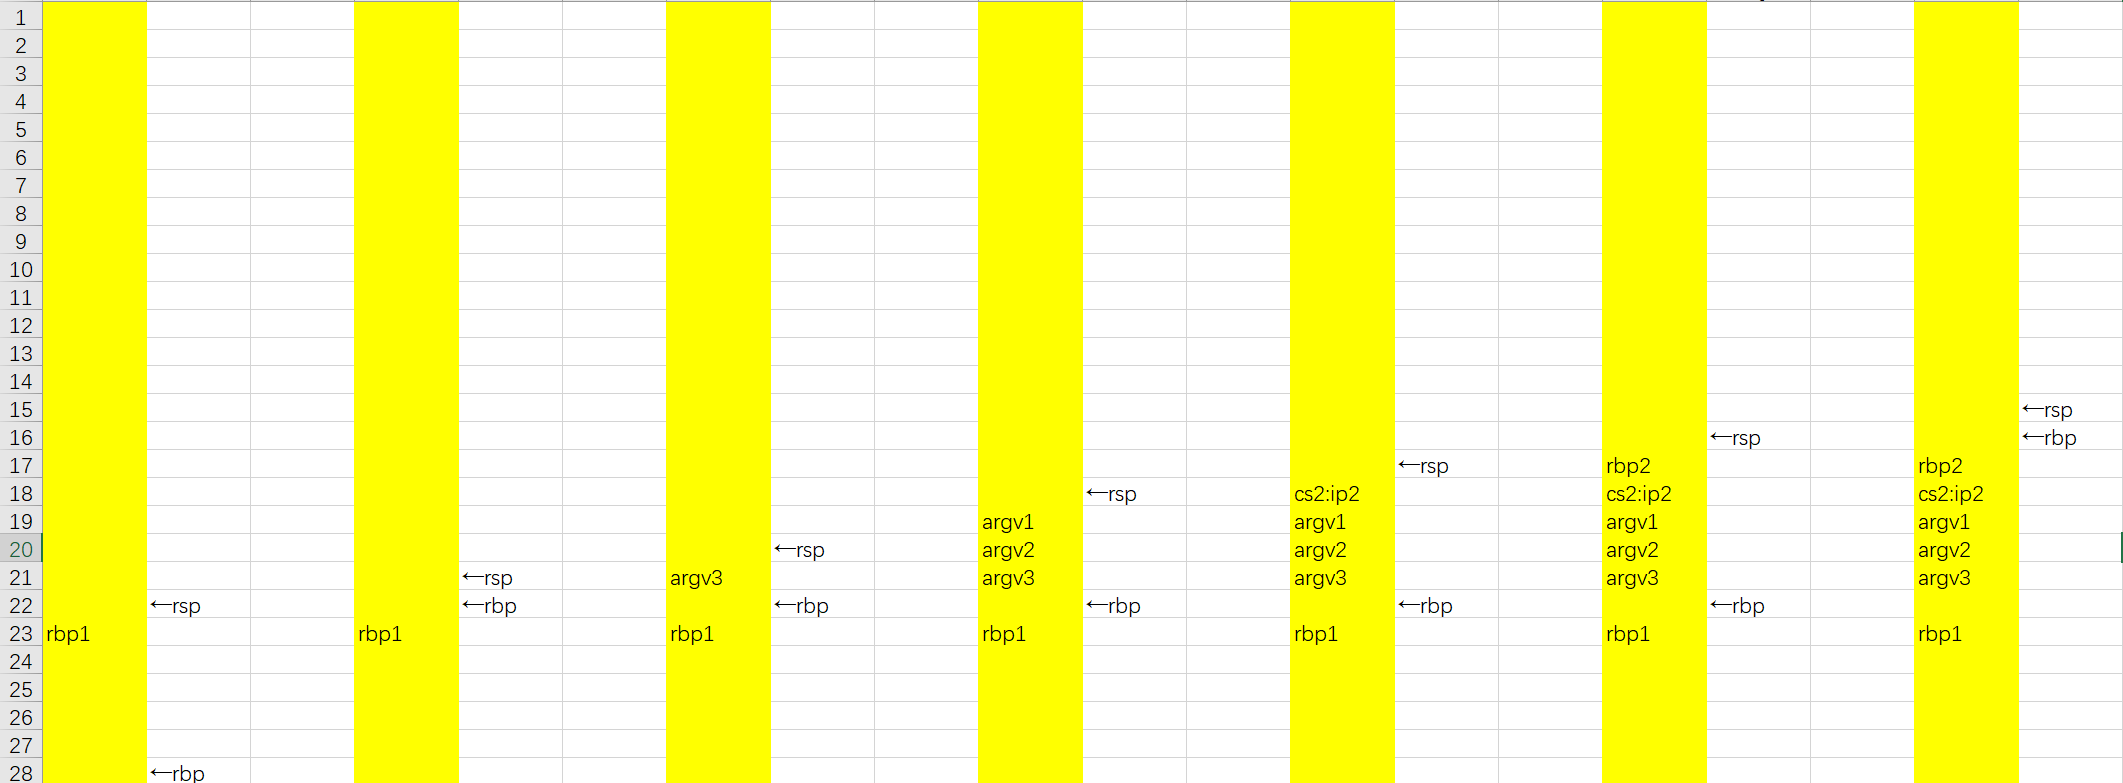 1
2
3
4
5
6
7
8
9
10
11
12
13
14
15 ←rsp
16 ←rsp ←rbp
17 ←rsp rbp2 rbp2
18 ←rsp cs2:ip2 cs2:ip2 cs2:ip2
19 argv1 argv1 argv1 argv1
20 ←rsp argv2 argv2 argv2 argv2
21 ←rsp argv3 argv3 argv3 argv3 argv3
22 ←rsp ←rbp ←rbp ←rbp ←rbp ←rbp
23 rbp1 rbp1 rbp1 rbp1 rbp1 rbp1 rbp1
24
25
26
27
28 ←rbp